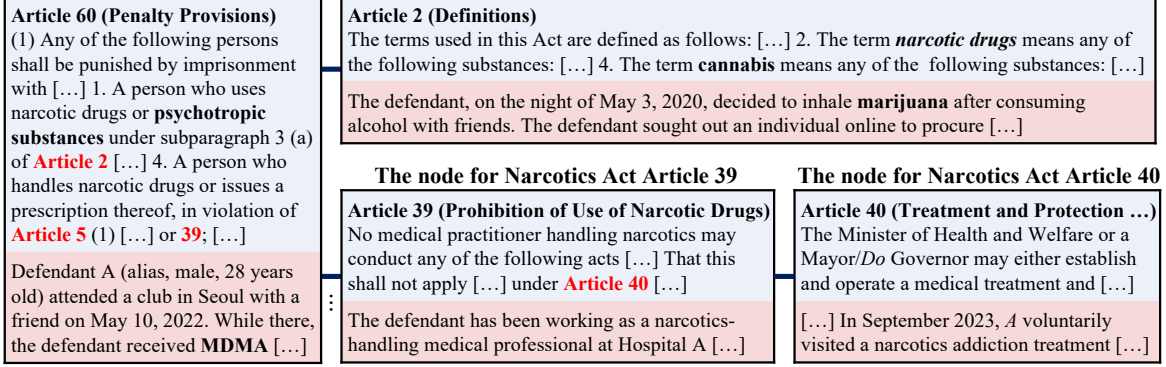 Article 60 (Penalty Provisions)
(1) Any of the following persons
shall be punished by imprisonment
with […] 1. A person who uses
narcotic drugs or psychotropic
substances under subparagraph 3 (a)
of Article 2 […] 4. A person who
handles narcotic drugs or issues a
prescription thereof, in violation of
Article 5 (1) […] or 39; […]
Defendant A (alias, male, 28 years
old) attended a club in Seoul with a
friend on May 10, 2022. While there,
the defendant received MDMA […]
Article 2 (Definitions)
The terms used in this Act are defined as follows: […] 2. The term narcotic drugs means any of
the following substances: […] 4. The term cannabis means any of the following substances: […]
The defendant, on the night of May 3, 2020, decided to inhale marijuana after consuming
alcohol with friends. The defendant sought out an individual online to procure […]
The node for Narcotics Act Article 39
Article 39 (Prohibition of Use of Narcotic Drugs)
No medical practitioner handling narcotics may
conduct any of the following acts […] That this
shall not apply […] under Article 40 […]
The defendant has been working as a narcotics-
handling medical professional at Hospital A […]
The node for Narcotics Act Article 40
Article 40 (Treatment and Protection …)
The Minister of Health and Welfare or a
Mayor/Do Governor may either establish
and operate a medical treatment and […]
[…] In September 2023, A voluntarily
visited a narcotics addiction treatment […]